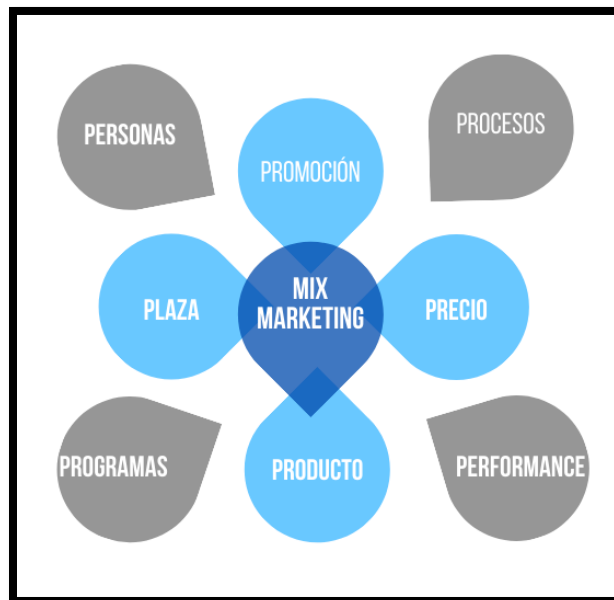 PERSONAS
PROCESOS
PROMOCIÓN
PLAZA
MIX
MARKETING
PRECIO
PROGRAMAS
PRODUCTO
PERFORMANCE